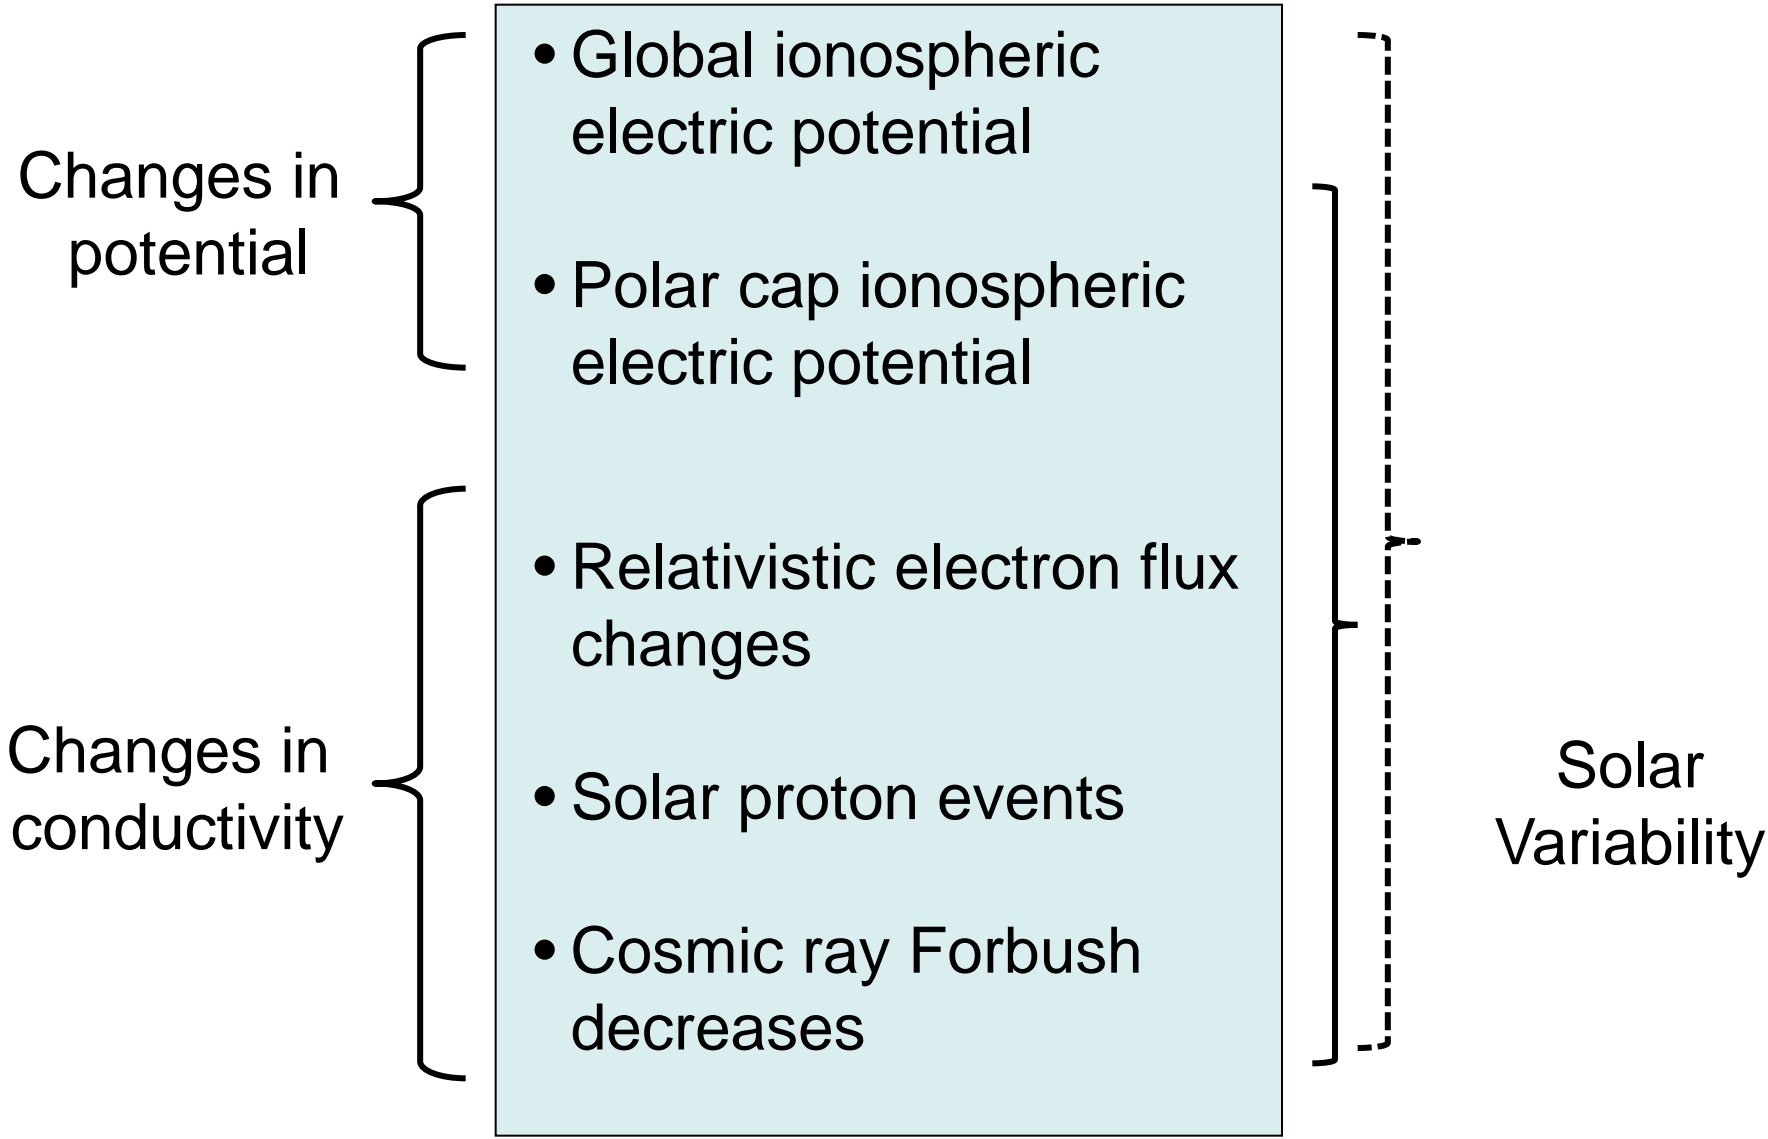 Changes in
potential
Changes in
conductivity
• Global ionospheric
electric potential
• Polar cap ionospheric
electric potential
• Relativistic electron flux
changes
• Solar proton events
• Cosmic ray Forbush
decreases
Solar
Variability